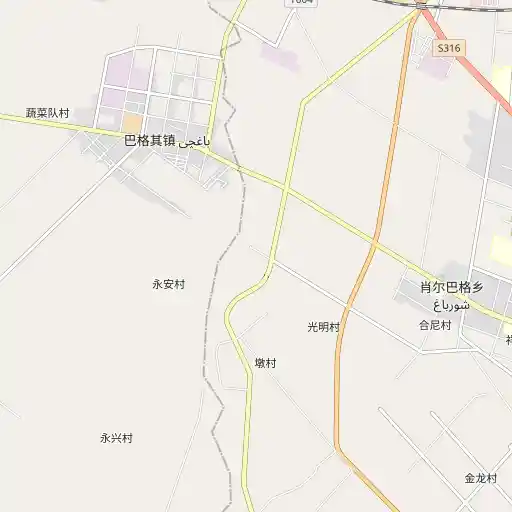 S316
蔬菜队村
巴格其镇 باغچى
永安村
肖尔巴格乡
شورباغ
光明村
合尼村
墩村
永兴村
金龙村